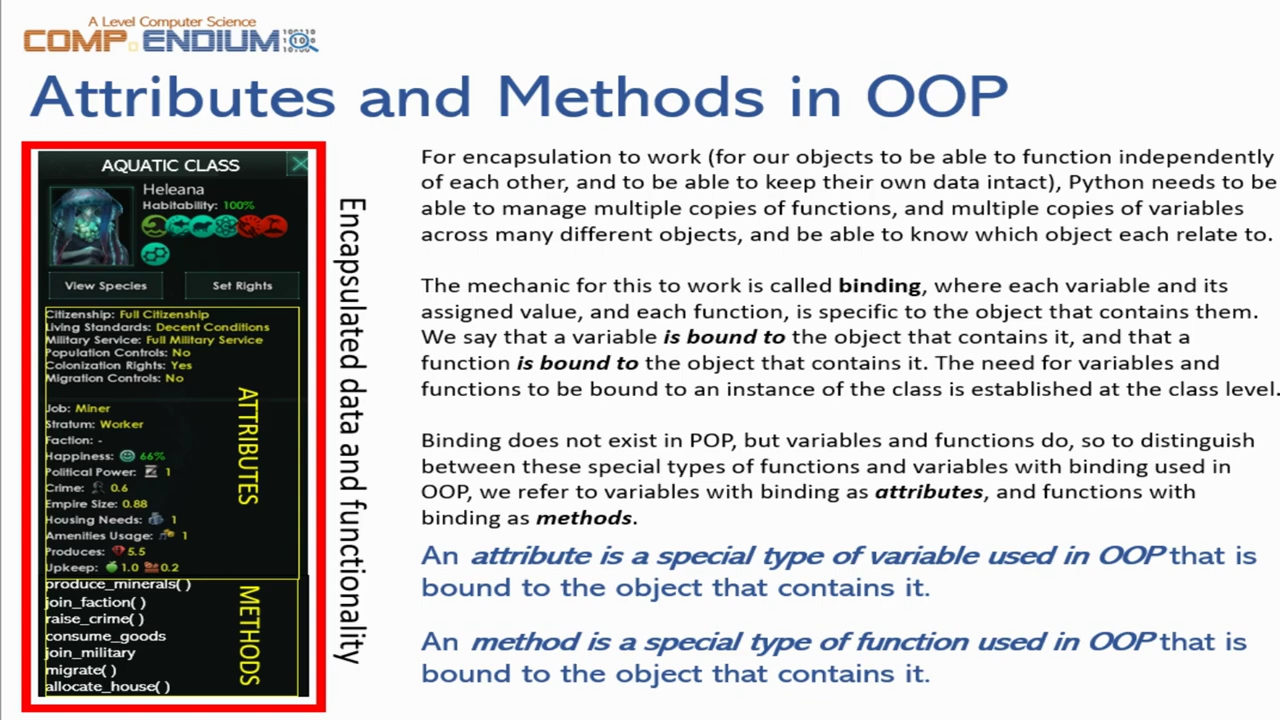 A Level Computer Science
COMP.ENDIUM
Attributes and Methods in OOP
AQUATIC CLASS
Heleana
Habitability: 100%
View Species
Set Rights
Citizenship: Full Citizenship
Living Standards: Decent Conditions
Military Service: Full Military Service
Population Controls: No
Colonization Rights: Yes
Migration Controls: No
Job: Miner
Stratum: Worker
Faction: -
Happiness: 66%
Political Power: 1
Crime: 0.6
Empire Size: 0.88
Housing Needs: 1
Amenities Usage: 1
Produces: 5.5
Upkeep: 1.0 0.2
ATTRIBUTES
produce_minerals( )
join_faction( )
raise_crime( )
consume_goods
join_military
migrate( )
allocate_house( )
METHODS
Encapsulated data and functionality
For encapsulation to work (for our objects to be able to function independently
of each other, and to be able to keep their own data intact), Python needs to be
able to manage multiple copies of functions, and multiple copies of variables
across many different objects, and be able to know which object each relate to.
The mechanic for this to work is called binding, where each variable and its
assigned value, and each function, is specific to the object that contains them.
We say that a variable is bound to the object that contains it, and that a
function is bound to the object that contains it. The need for variables and
functions to be bound to an instance of the class is established at the class level.
Binding does not exist in POP, but variables and functions do, so to distinguish
between these special types of functions and variables with binding used in
OOP, we refer to variables with binding as attributes, and functions with
binding as methods.
An attribute is a special type of variable used in OOP that is
bound to the object that contains it.
An method is a special type of function used in OOP that is
bound to the object that contains it.